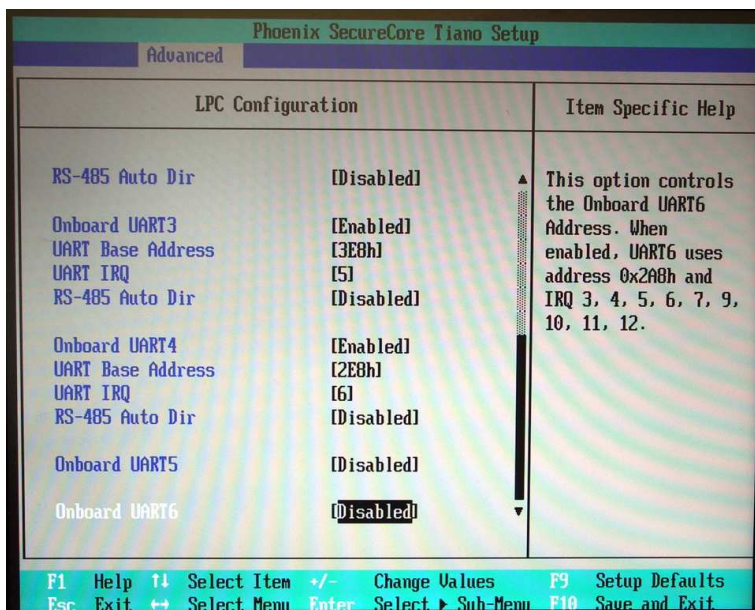 Phoenix SecureCore Tiano Setup
Advanced
LPC Configuration
Item Specific Help
RS-485 Auto Dir [Disabled]
Onboard UART3 [Enabled]
UART Base Address [3E8h]
UART IRQ [5]
RS-485 Auto Dir [Disabled]
Onboard UART4 [Enabled]
UART Base Address [2E8h]
UART IRQ [6]
RS-485 Auto Dir [Disabled]
Onboard UART5 [Disabled]
Onboard UART6 [Disabled]
This option controls
the Onboard UART6
Address. When
enabled, UART6 uses
address 0x2A8h and
IRQ 3, 4, 5, 6, 7, 9,
10, 11, 12.
F1 Help ↑↓ Select Item +/- Change Values F9 Setup Defaults
Esc Exit ↔ Select Menu Enter Select ▶ Sub-Menu F10 Save and Exit